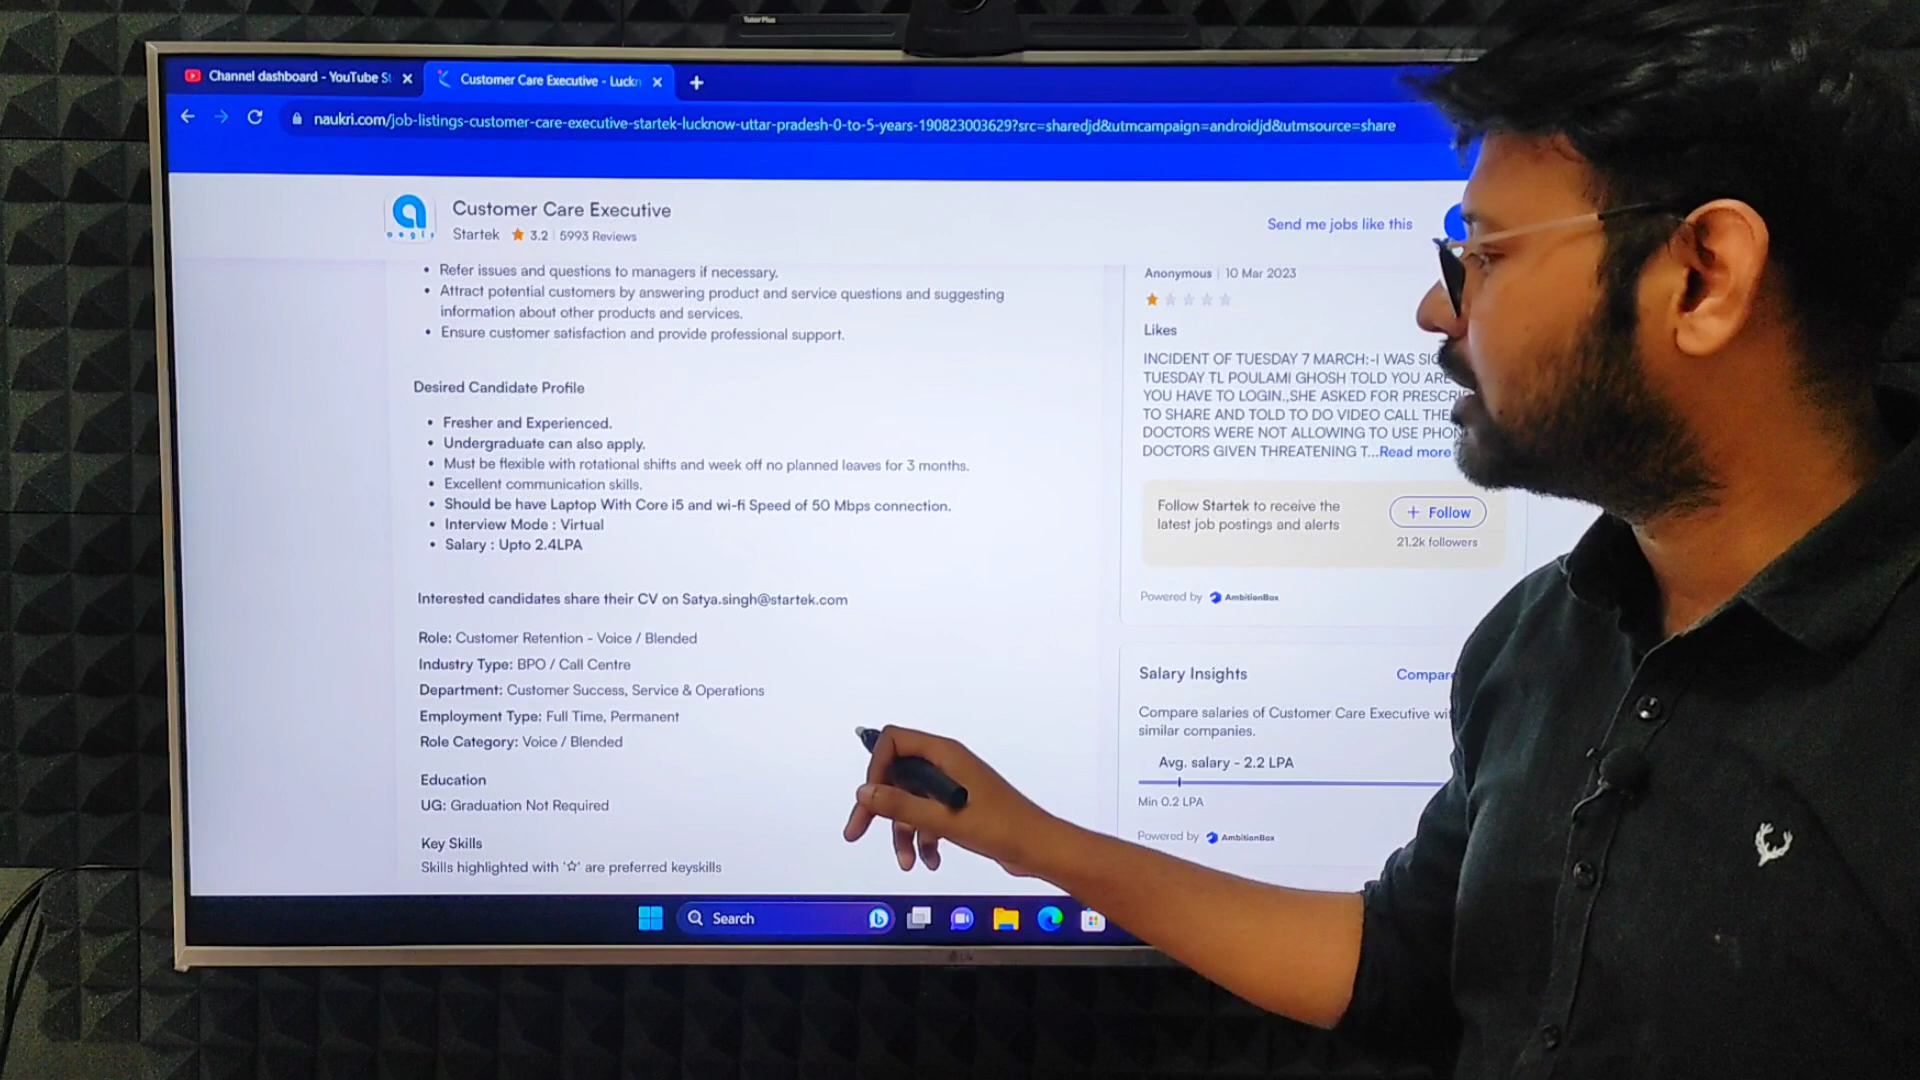 Tutor Plus
Channel dashboard - YouTube St
Customer Care Executive - Luckn
naukri.com/job-listings-customer-care-executive-startek-lucknow-uttar-pradesh-0-to-5-years-190823003629?src=sharedjd&utmcampaign=androidjd&utmsource=share
Customer Care Executive
Startek 3.2 | 5993 Reviews
Send me jobs like this
• Refer issues and questions to managers if necessary.
• Attract potential customers by answering product and service questions and suggesting
information about other products and services.
• Ensure customer satisfaction and provide professional support.
Desired Candidate Profile
• Fresher and Experienced.
• Undergraduate can also apply.
• Must be flexible with rotational shifts and week off no planned leaves for 3 months.
• Excellent communication skills.
• Should be have Laptop With Core i5 and wi-fi Speed of 50 Mbps connection.
• Interview Mode : Virtual
• Salary : Upto 2.4LPA
Interested candidates share their CV on Satya.singh@startek.com
Role: Customer Retention - Voice / Blended
Industry Type: BPO / Call Centre
Department: Customer Success, Service & Operations
Employment Type: Full Time, Permanent
Role Category: Voice / Blended
Education
UG: Graduation Not Required
Key Skills
Skills highlighted with '☆' are preferred keyskills
Anonymous | 10 Mar 2023
Likes
INCIDENT OF TUESDAY 7 MARCH:-I WAS
TUESDAY TL POULAMI GHOSH TOLD YOU ARE
YOU HAVE TO LOGIN.,SHE ASKED FOR
TO SHARE AND TOLD TO DO VIDEO CALL
DOCTORS WERE NOT ALLOWING TO USE
DOCTORS GIVEN THREATENING T...Read more
Follow Startek to receive the
latest job postings and alerts
+ Follow
21.2k followers
Powered by AmbitionBox
Salary Insights
Compare
Compare salaries of Customer Care Executive
similar companies.
Avg. salary - 2.2 LPA
Min 0.2 LPA
Powered by AmbitionBox
Search
LG